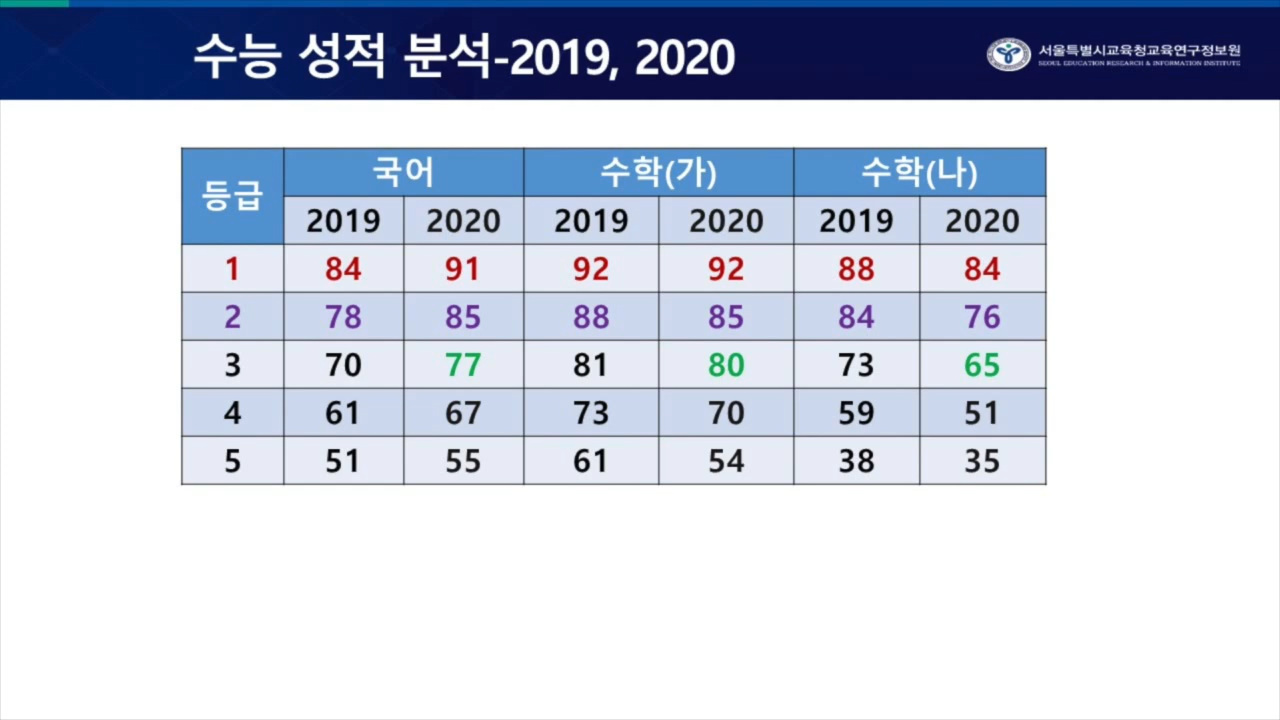 수능 성적 분석-2019, 2020
서울특별시교육청교육연구정보원
SEOUL EDUCATION RESEARCH & INFORMATION INSTITUTE
등급 국어 수학(가) 수학(나)
2019 2020 2019 2020 2019 2020
1 84 91 92 92 88 84
2 78 85 88 85 84 76
3 70 77 81 80 73 65
4 61 67 73 70 59 51
5 51 55 61 54 38 35